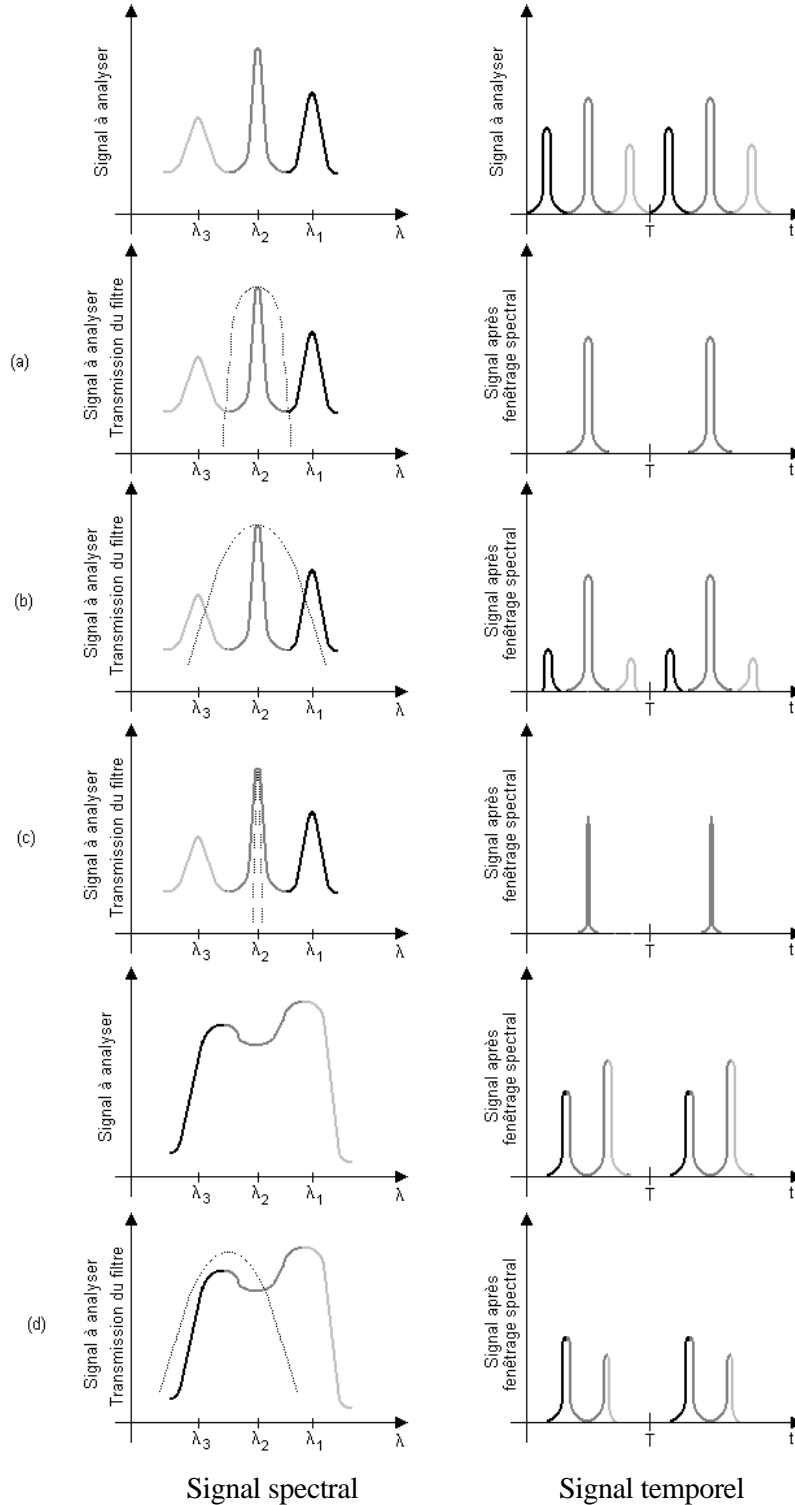 Signal à analyser
λ3 λ2 λ1 λ
Signal à analyser
T t
(a)
Signal à analyser
Transmission du filtre
λ3 λ2 λ1 λ
Signal après
fenêtrage spectral
T t
(b)
Signal à analyser
Transmission du filtre
λ3 λ2 λ1 λ
Signal après
fenêtrage spectral
T t
(c)
Signal à analyser
Transmission du filtre
λ3 λ2 λ1 λ
Signal après
fenêtrage spectral
T t
Signal à analyser
λ3 λ2 λ1 λ
Signal après
fenêtrage spectral
T t
(d)
Signal à analyser
Transmission du filtre
λ3 λ2 λ1 λ
Signal après
fenêtrage spectral
T t
Signal spectral
Signal temporel